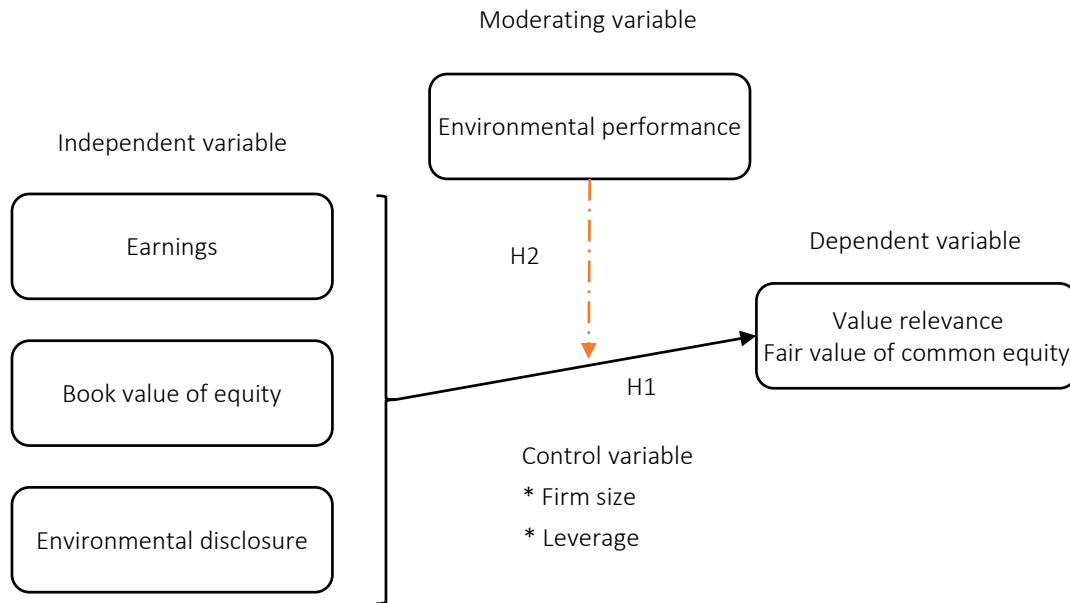 Moderating variable
Environmental performance
Independent variable
Earnings
Book value of equity
Environmental disclosure
H2
H1
Dependent variable
Value relevance
Fair value of common equity
Control variable
* Firm size
* Leverage